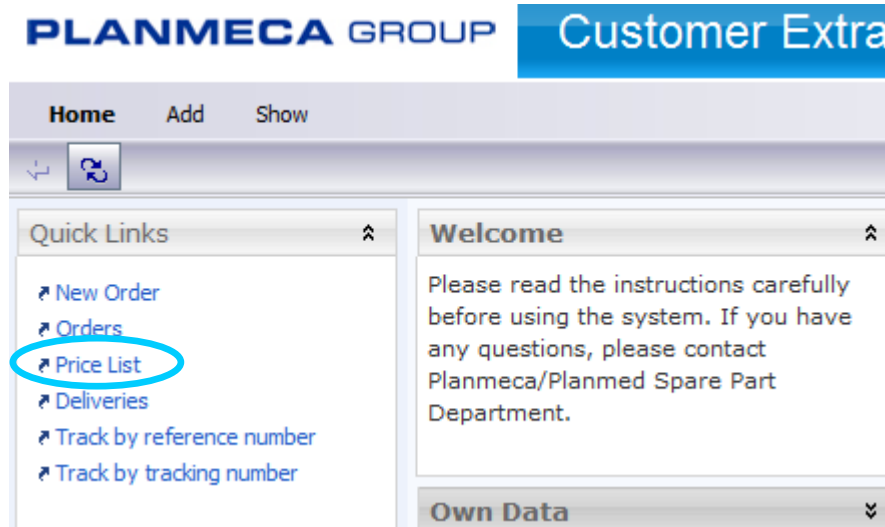 PLANMECA GROUP
Customer Extra
Home Add Show
Quick Links
New Order
Orders
Price List
Deliveries
Track by reference number
Track by tracking number
Welcome
Please read the instructions carefully
before using the system. If you have
any questions, please contact
Planmeca/Planmed Spare Part
Department.
Own Data